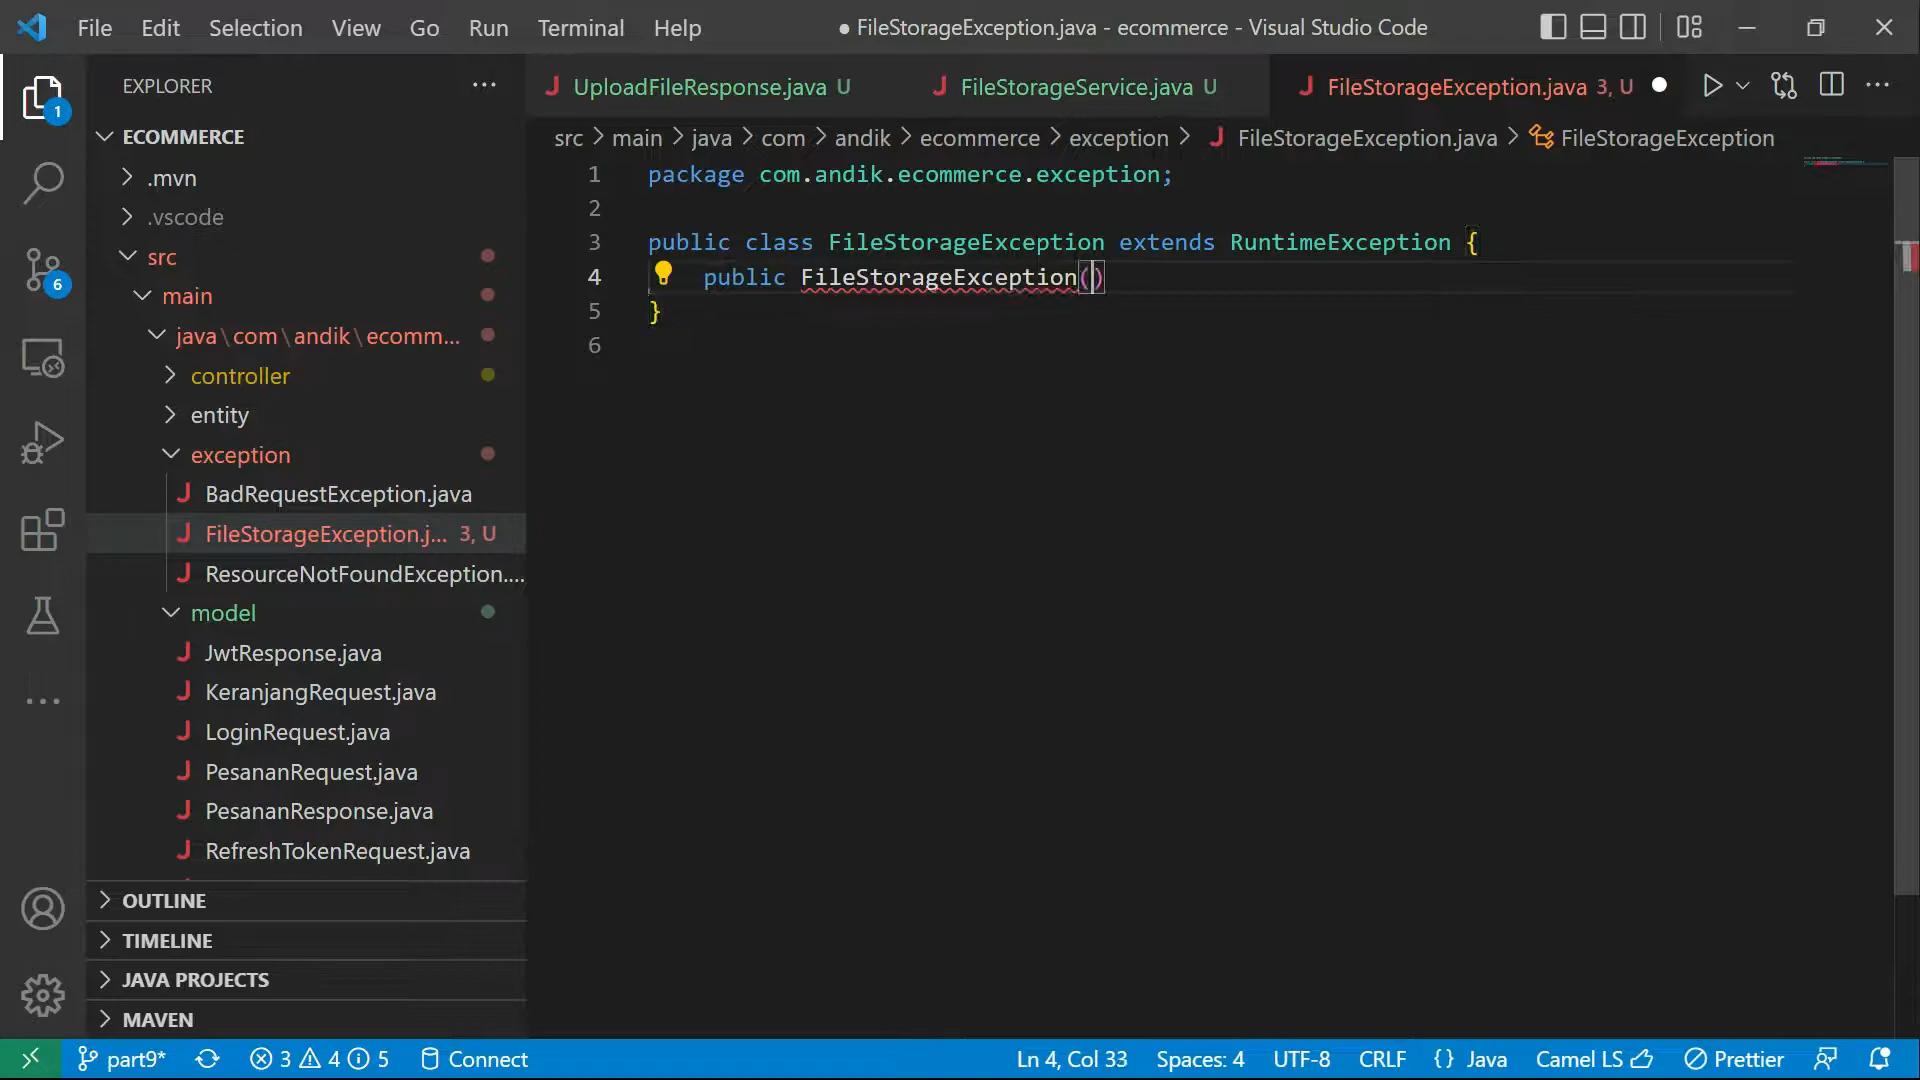 File Edit Selection View Go Run Terminal Help
● FileStorageException.java - ecommerce - Visual Studio Code
EXPLORER
ECOMMERCE
.mvn
.vscode
src
main
java\com\andik\ecomm...
controller
entity
exception
BadRequestException.java
FileStorageException.j... 3, U
ResourceNotFoundException....
model
JwtResponse.java
KeranjangRequest.java
LoginRequest.java
PesananRequest.java
PesananResponse.java
RefreshTokenRequest.java
OUTLINE
TIMELINE
JAVA PROJECTS
MAVEN
1
6
UploadFileResponse.java U
FileStorageService.java U
FileStorageException.java 3, U
src > main > java > com > andik > ecommerce > exception > FileStorageException.java > FileStorageException
1 package com.andik.ecommerce.exception;
2
3 public class FileStorageException extends RuntimeException {
4 public FileStorageException()
5 }
6
part9* 3 4 5 Connect
Ln 4, Col 33 Spaces: 4 UTF-8 CRLF {} Java Camel LS Prettier